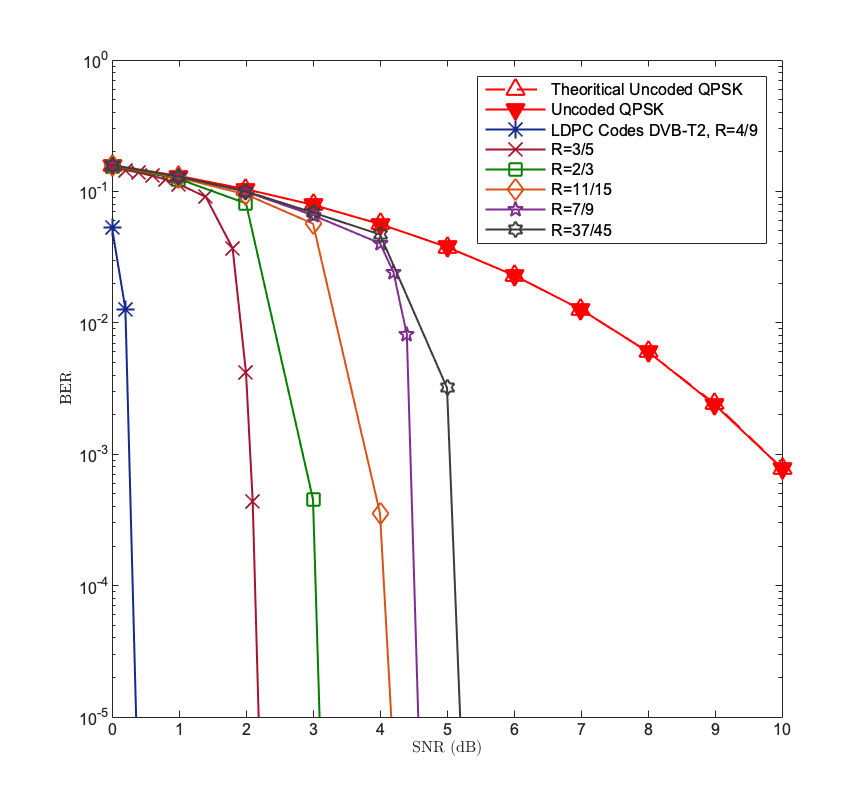 10^0
10^-1
10^-2
10^-3
10^-4
10^-5
BER
0 1 2 3 4 5 6 7 8 9 10
SNR (dB)
Theoritical Uncoded QPSK
Uncoded QPSK
LDPC Codes DVB-T2, R=4/9
R=3/5
R=2/3
R=11/15
R=7/9
R=37/45